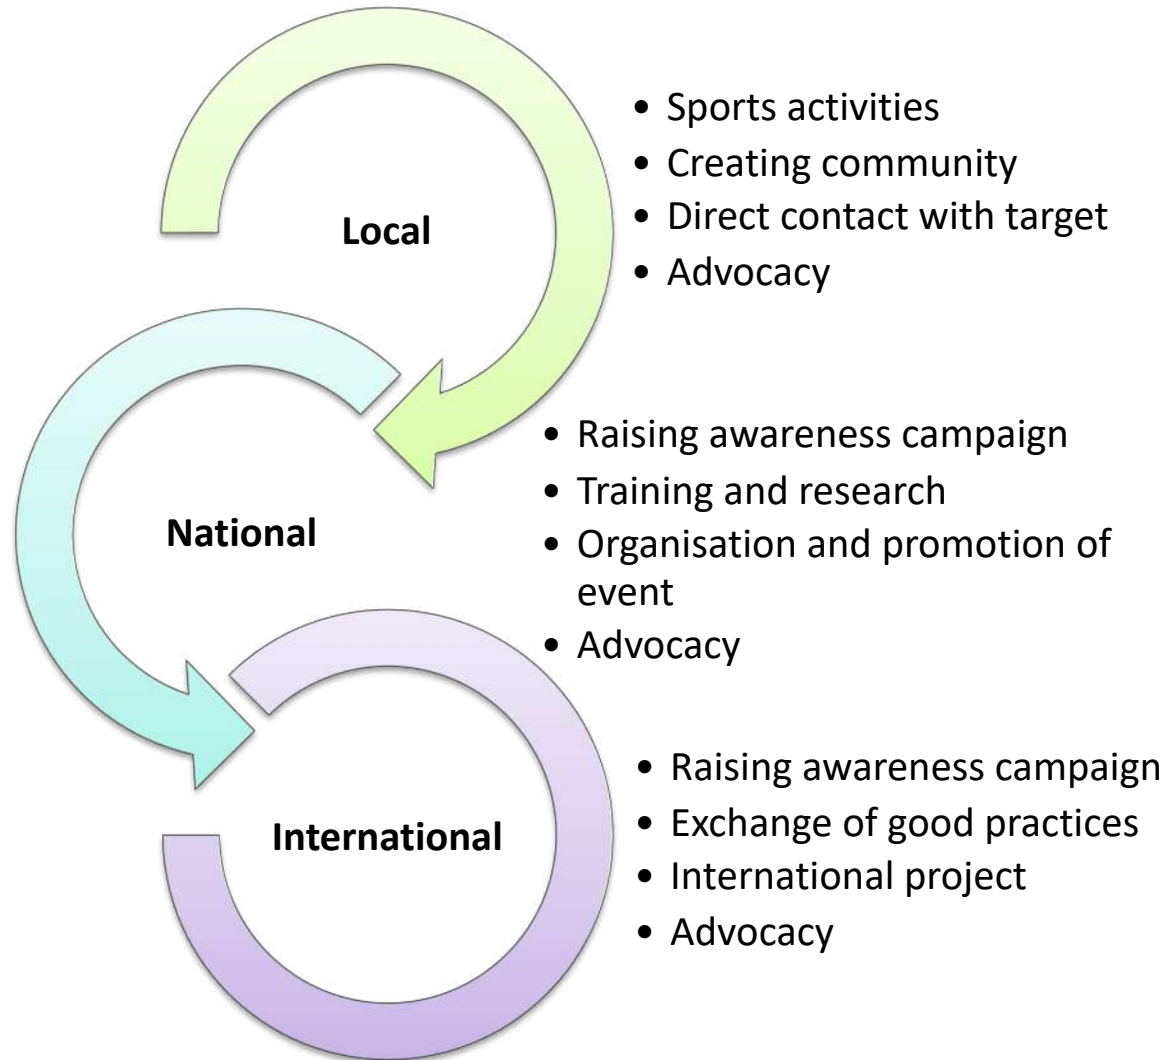 Local
• Sports activities
• Creating community
• Direct contact with target
• Advocacy
National
• Raising awareness campaign
• Training and research
• Organisation and promotion of
event
• Advocacy
International
• Raising awareness campaign
• Exchange of good practices
• International project
• Advocacy